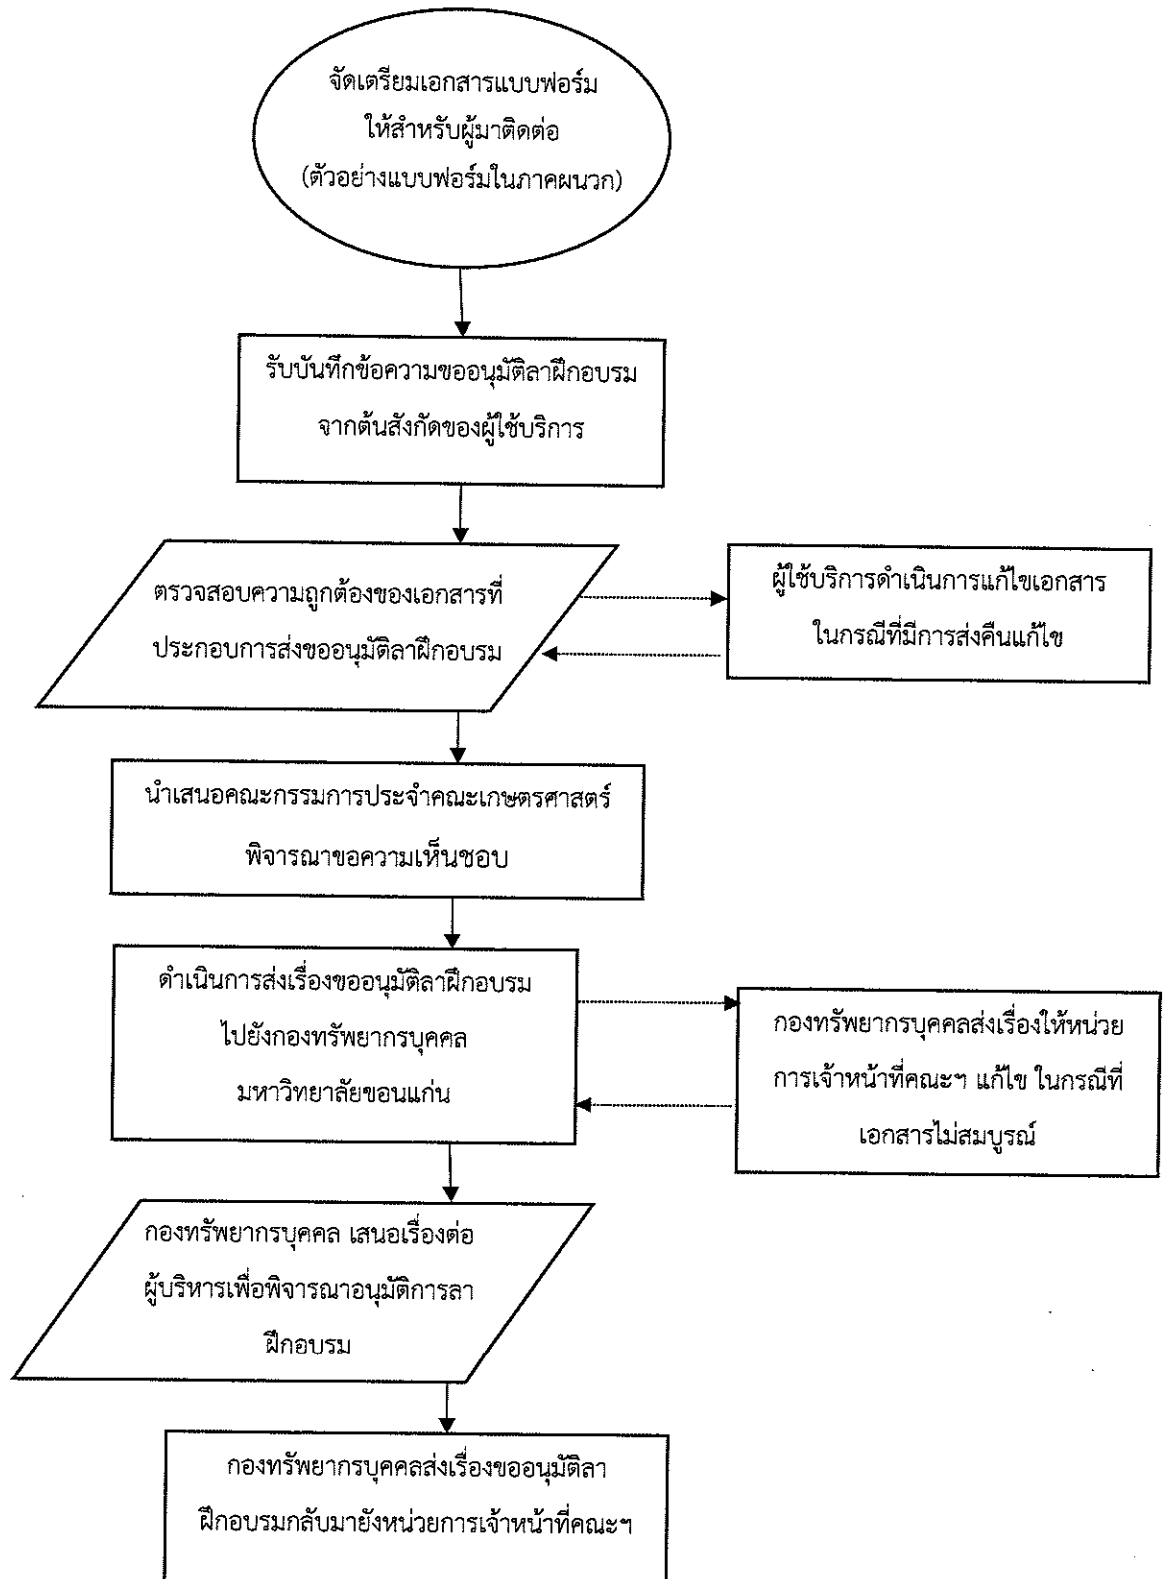 จัดเตรียมเอกสารแบบฟอร์ม
ให้สำหรับผู้มาติดต่อ
(ตัวอย่างแบบฟอร์มในภาคผนวก)
รับบันทึกข้อความขออนุมัติลาฝึกอบรม
จากต้นสังกัดของผู้ใช้บริการ
ตรวจสอบความถูกต้องของเอกสารที่
ประกอบการส่งขออนุมัติลาฝึกอบรม
ผู้ใช้บริการดำเนินการแก้ไขเอกสาร
ในกรณีที่มีการส่งคืนแก้ไข
นำเสนอคณะกรรมการประจำคณะเกษตรศาสตร์
พิจารณาขอความเห็นชอบ
ดำเนินการส่งเรื่องขออนุมัติลาฝึกอบรม
ไปยังกองทรัพยากรบุคคล
มหาวิทยาลัยขอนแก่น
กองทรัพยากรบุคคลส่งเรื่องให้หน่วย
การเจ้าหน้าที่คณะฯ แก้ไข ในกรณีที่
เอกสารไม่สมบูรณ์
กองทรัพยากรบุคคล เสนอเรื่องต่อ
ผู้บริหารเพื่อพิจารณาอนุมัติการลา
ฝึกอบรม
กองทรัพยากรบุคคลส่งเรื่องขออนุมัติลา
ฝึกอบรมกลับมายังหน่วยการเจ้าหน้าที่คณะฯ